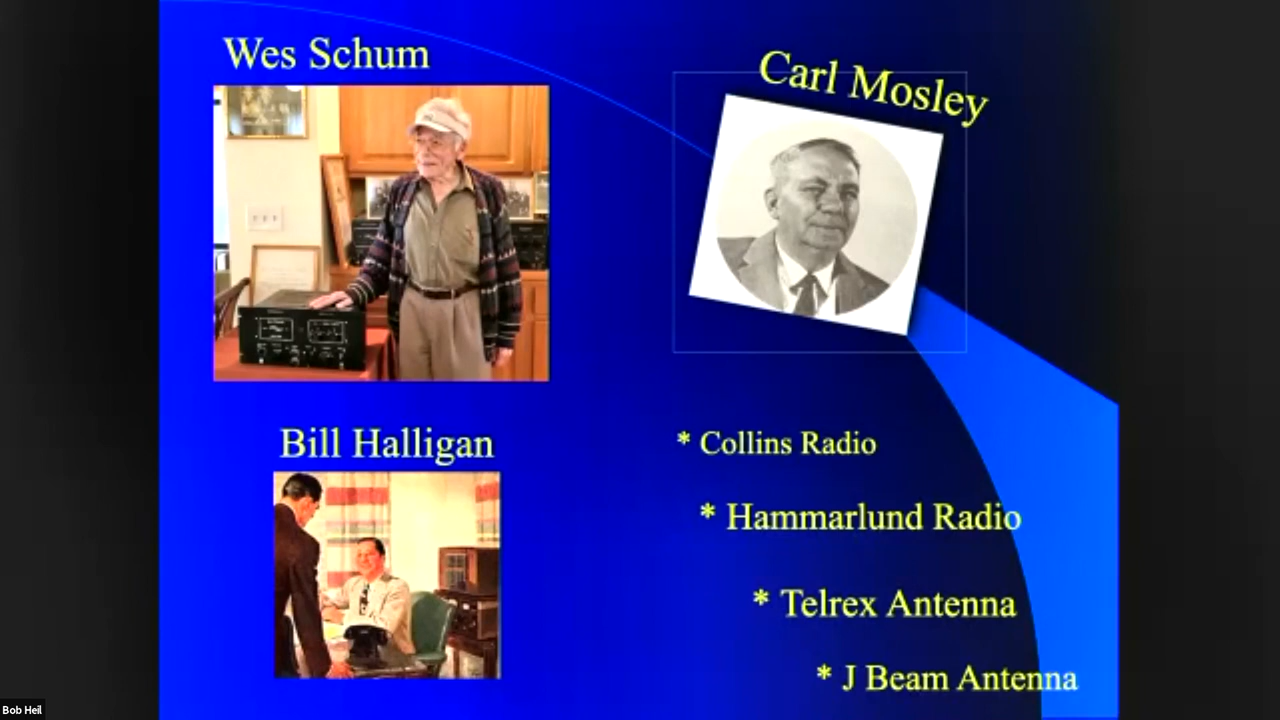 Wes Schum
Carl Mosley
Bill Halligan
* Collins Radio
* Hammarlund Radio
* Telrex Antenna
* J Beam Antenna
Bob Heil